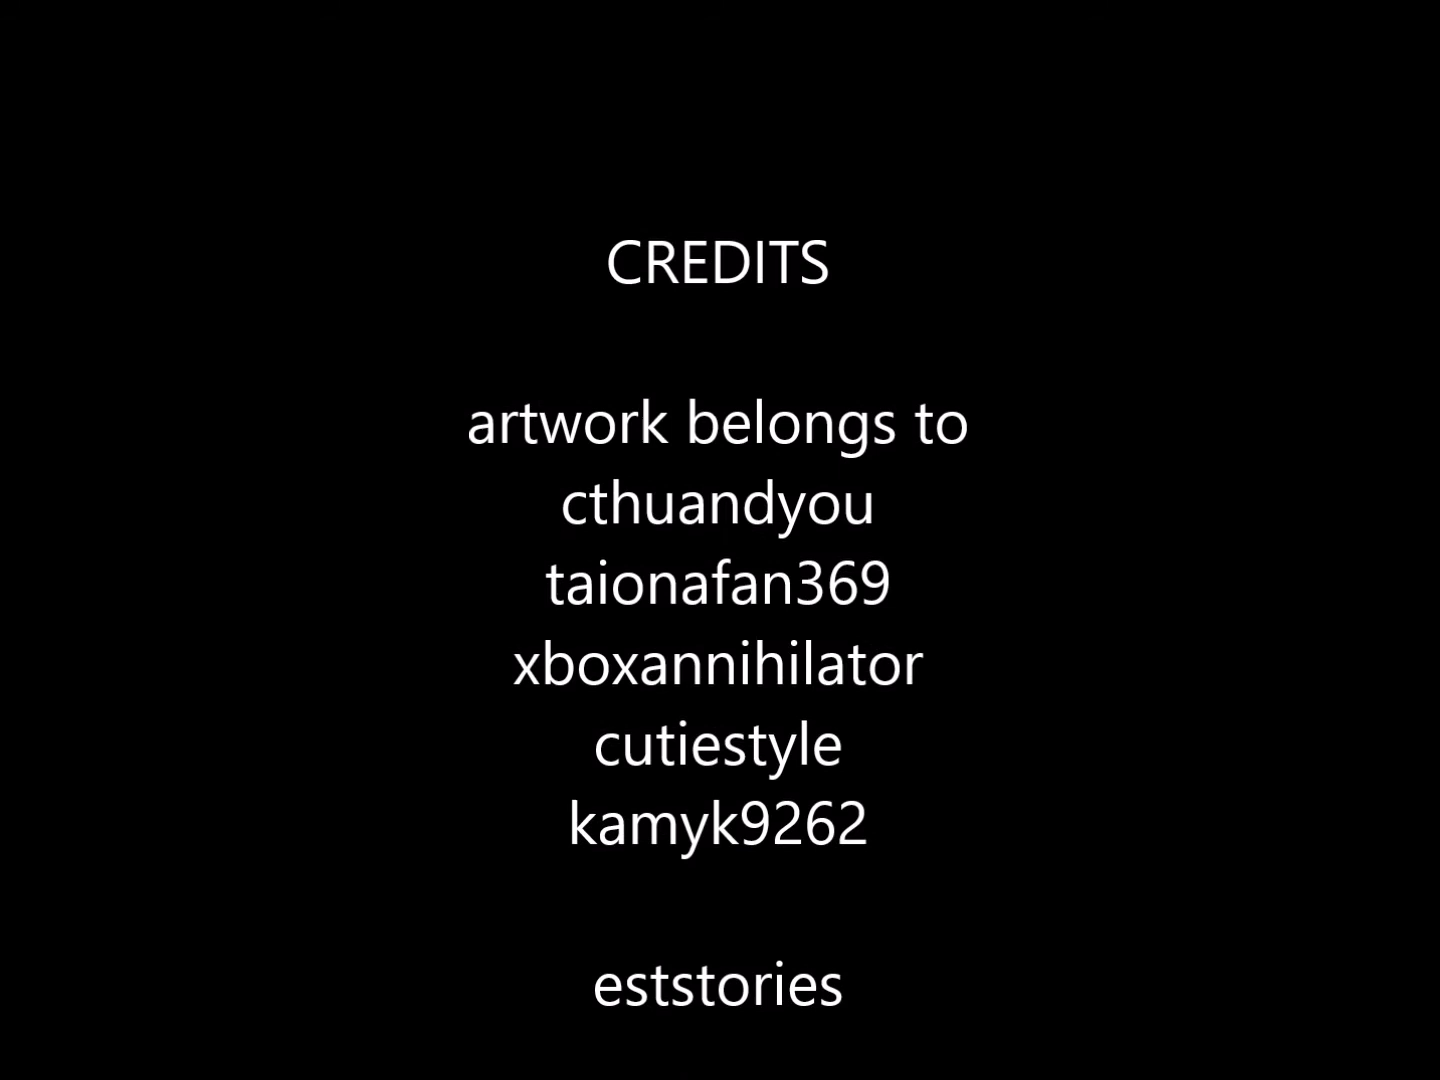 CREDITS
artwork belongs to
cthuandyou
taionafan369
xboxannihilator
cutiestyle
kamyk9262
eststories